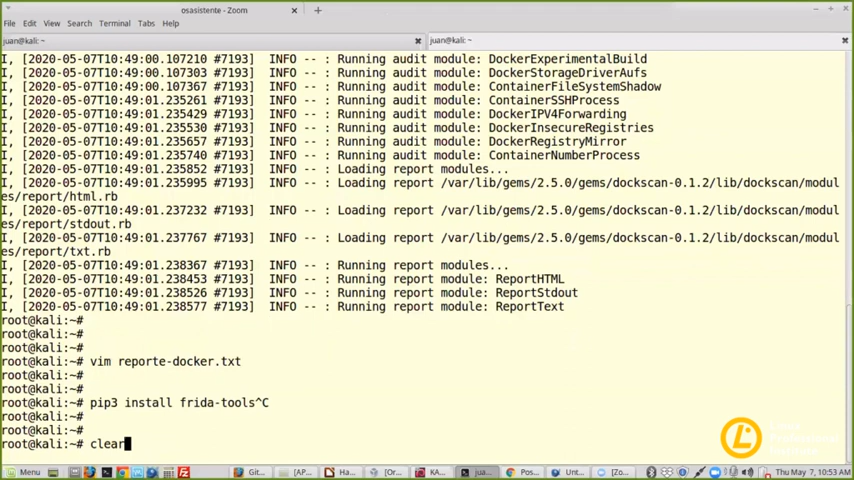 osasistente - Zoom
File Edit View Search Terminal Tabs Help
juan@kali: ~
juan@kali: ~
I, [2020-05-07T10:49:00.107210 #7193]  INFO -- : Running audit module: DockerExperimentalBuild
I, [2020-05-07T10:49:00.107303 #7193]  INFO -- : Running audit module: DockerStorageDriverAufs
I, [2020-05-07T10:49:00.107367 #7193]  INFO -- : Running audit module: ContainerFileSystemShadow
I, [2020-05-07T10:49:01.235261 #7193]  INFO -- : Running audit module: ContainerSSHProcess
I, [2020-05-07T10:49:01.235429 #7193]  INFO -- : Running audit module: DockerIPV4Forwarding
I, [2020-05-07T10:49:01.235530 #7193]  INFO -- : Running audit module: DockerInsecureRegistries
I, [2020-05-07T10:49:01.235657 #7193]  INFO -- : Running audit module: DockerRegistryMirror
I, [2020-05-07T10:49:01.235740 #7193]  INFO -- : Running audit module: ContainerNumberProcess
I, [2020-05-07T10:49:01.235852 #7193]  INFO -- : Loading report modules...
I, [2020-05-07T10:49:01.235995 #7193]  INFO -- : Loading report /var/lib/gems/2.5.0/gems/dockscan-0.1.2/lib/dockscan/modul
es/report/html.rb
I, [2020-05-07T10:49:01.237232 #7193]  INFO -- : Loading report /var/lib/gems/2.5.0/gems/dockscan-0.1.2/lib/dockscan/modul
es/report/stdout.rb
I, [2020-05-07T10:49:01.237767 #7193]  INFO -- : Loading report /var/lib/gems/2.5.0/gems/dockscan-0.1.2/lib/dockscan/modul
es/report/txt.rb
I, [2020-05-07T10:49:01.238367 #7193]  INFO -- : Running report modules...
I, [2020-05-07T10:49:01.238453 #7193]  INFO -- : Running report module: ReportHTML
I, [2020-05-07T10:49:01.238526 #7193]  INFO -- : Running report module: ReportStdout
I, [2020-05-07T10:49:01.238577 #7193]  INFO -- : Running report module: ReportText
root@kali:~#
root@kali:~#
root@kali:~#
root@kali:~# vim reporte-docker.txt
root@kali:~#
root@kali:~#
root@kali:~# pip3 install frida-tools^C
root@kali:~#
root@kali:~#
root@kali:~# clear
Menu Git... [AP... Ha... [Or... KA... jua... Pos... Unt... [Zo... Thu May 7, 10:53 AM